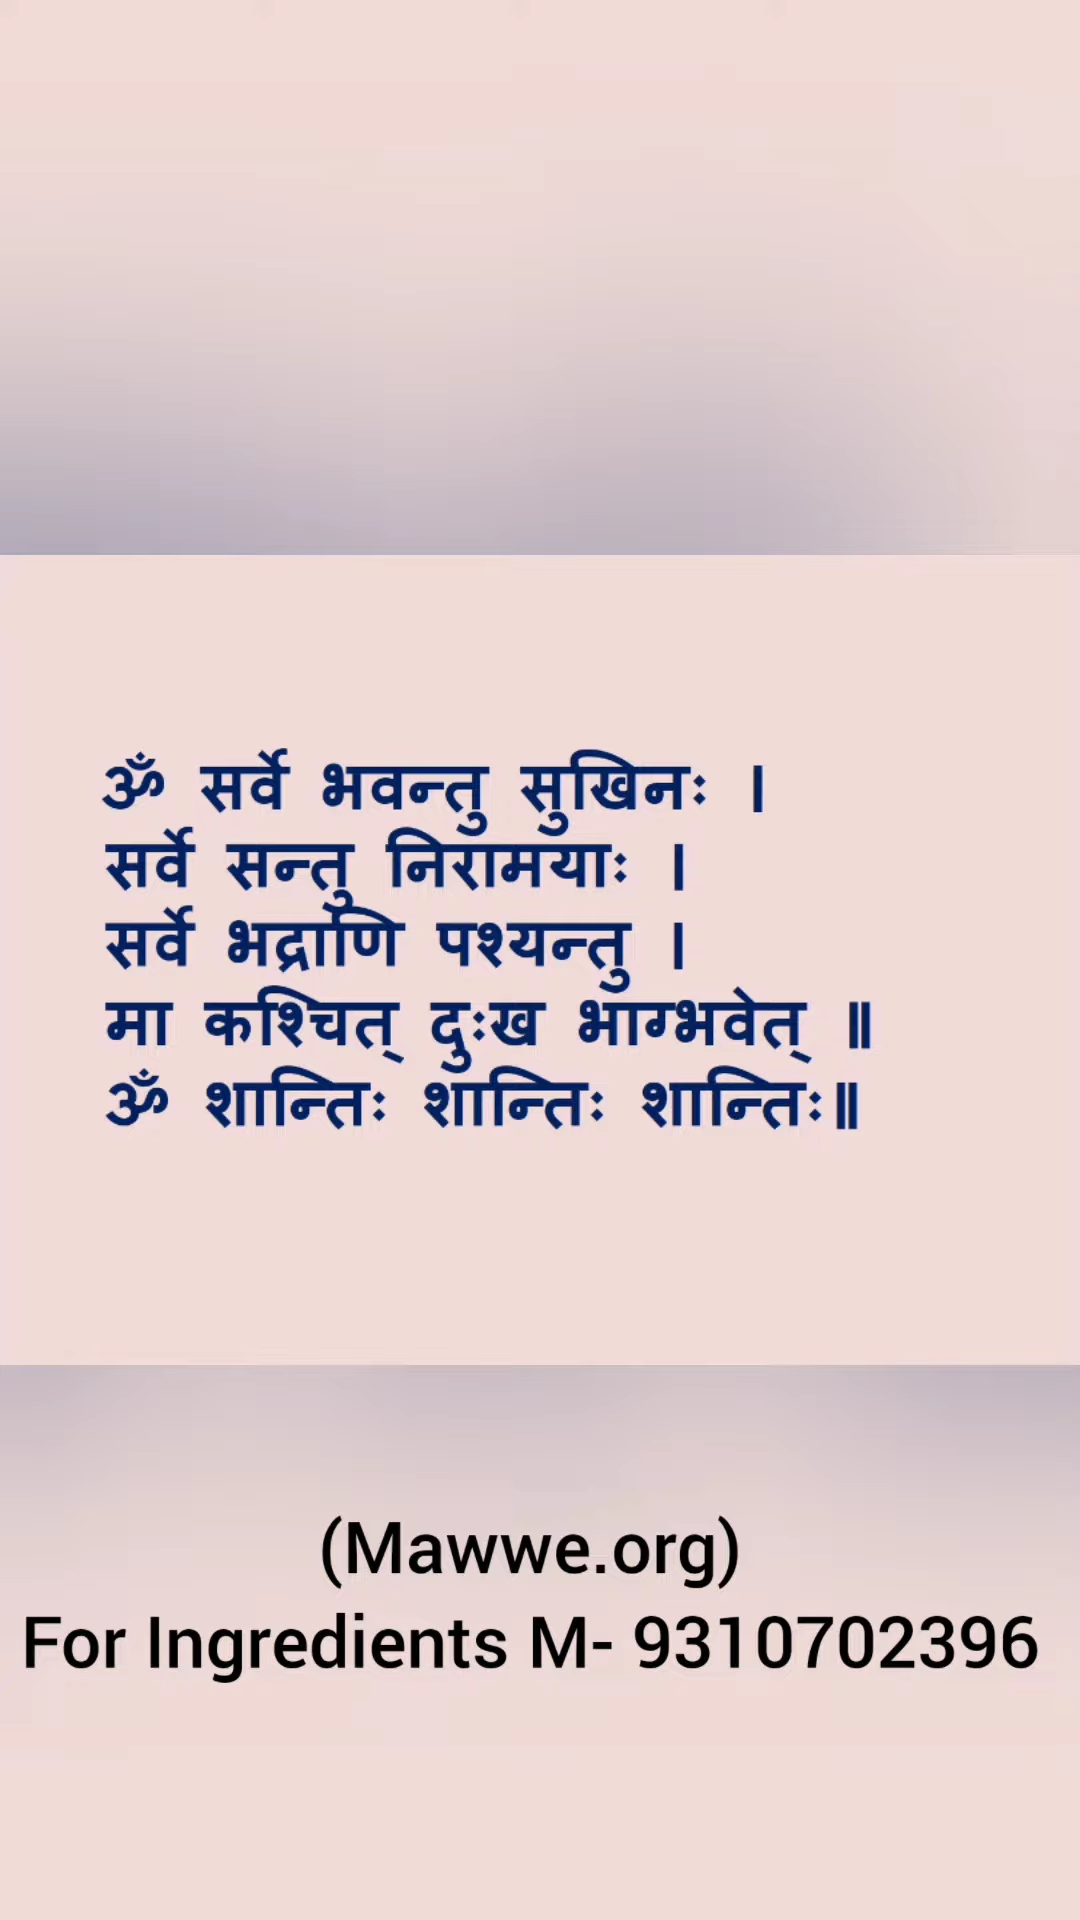 ॐ सर्वे भवन्तु सुखिनः ।
सर्वे सन्तु निरामयाः ।
सर्वे भद्राणि पश्यन्तु ।
मा कश्चित् दुःख भाग्भवेत् ॥
ॐ शान्तिः शान्तिः शान्तिः॥
(Mawwe.org)
For Ingredients M- 9310702396